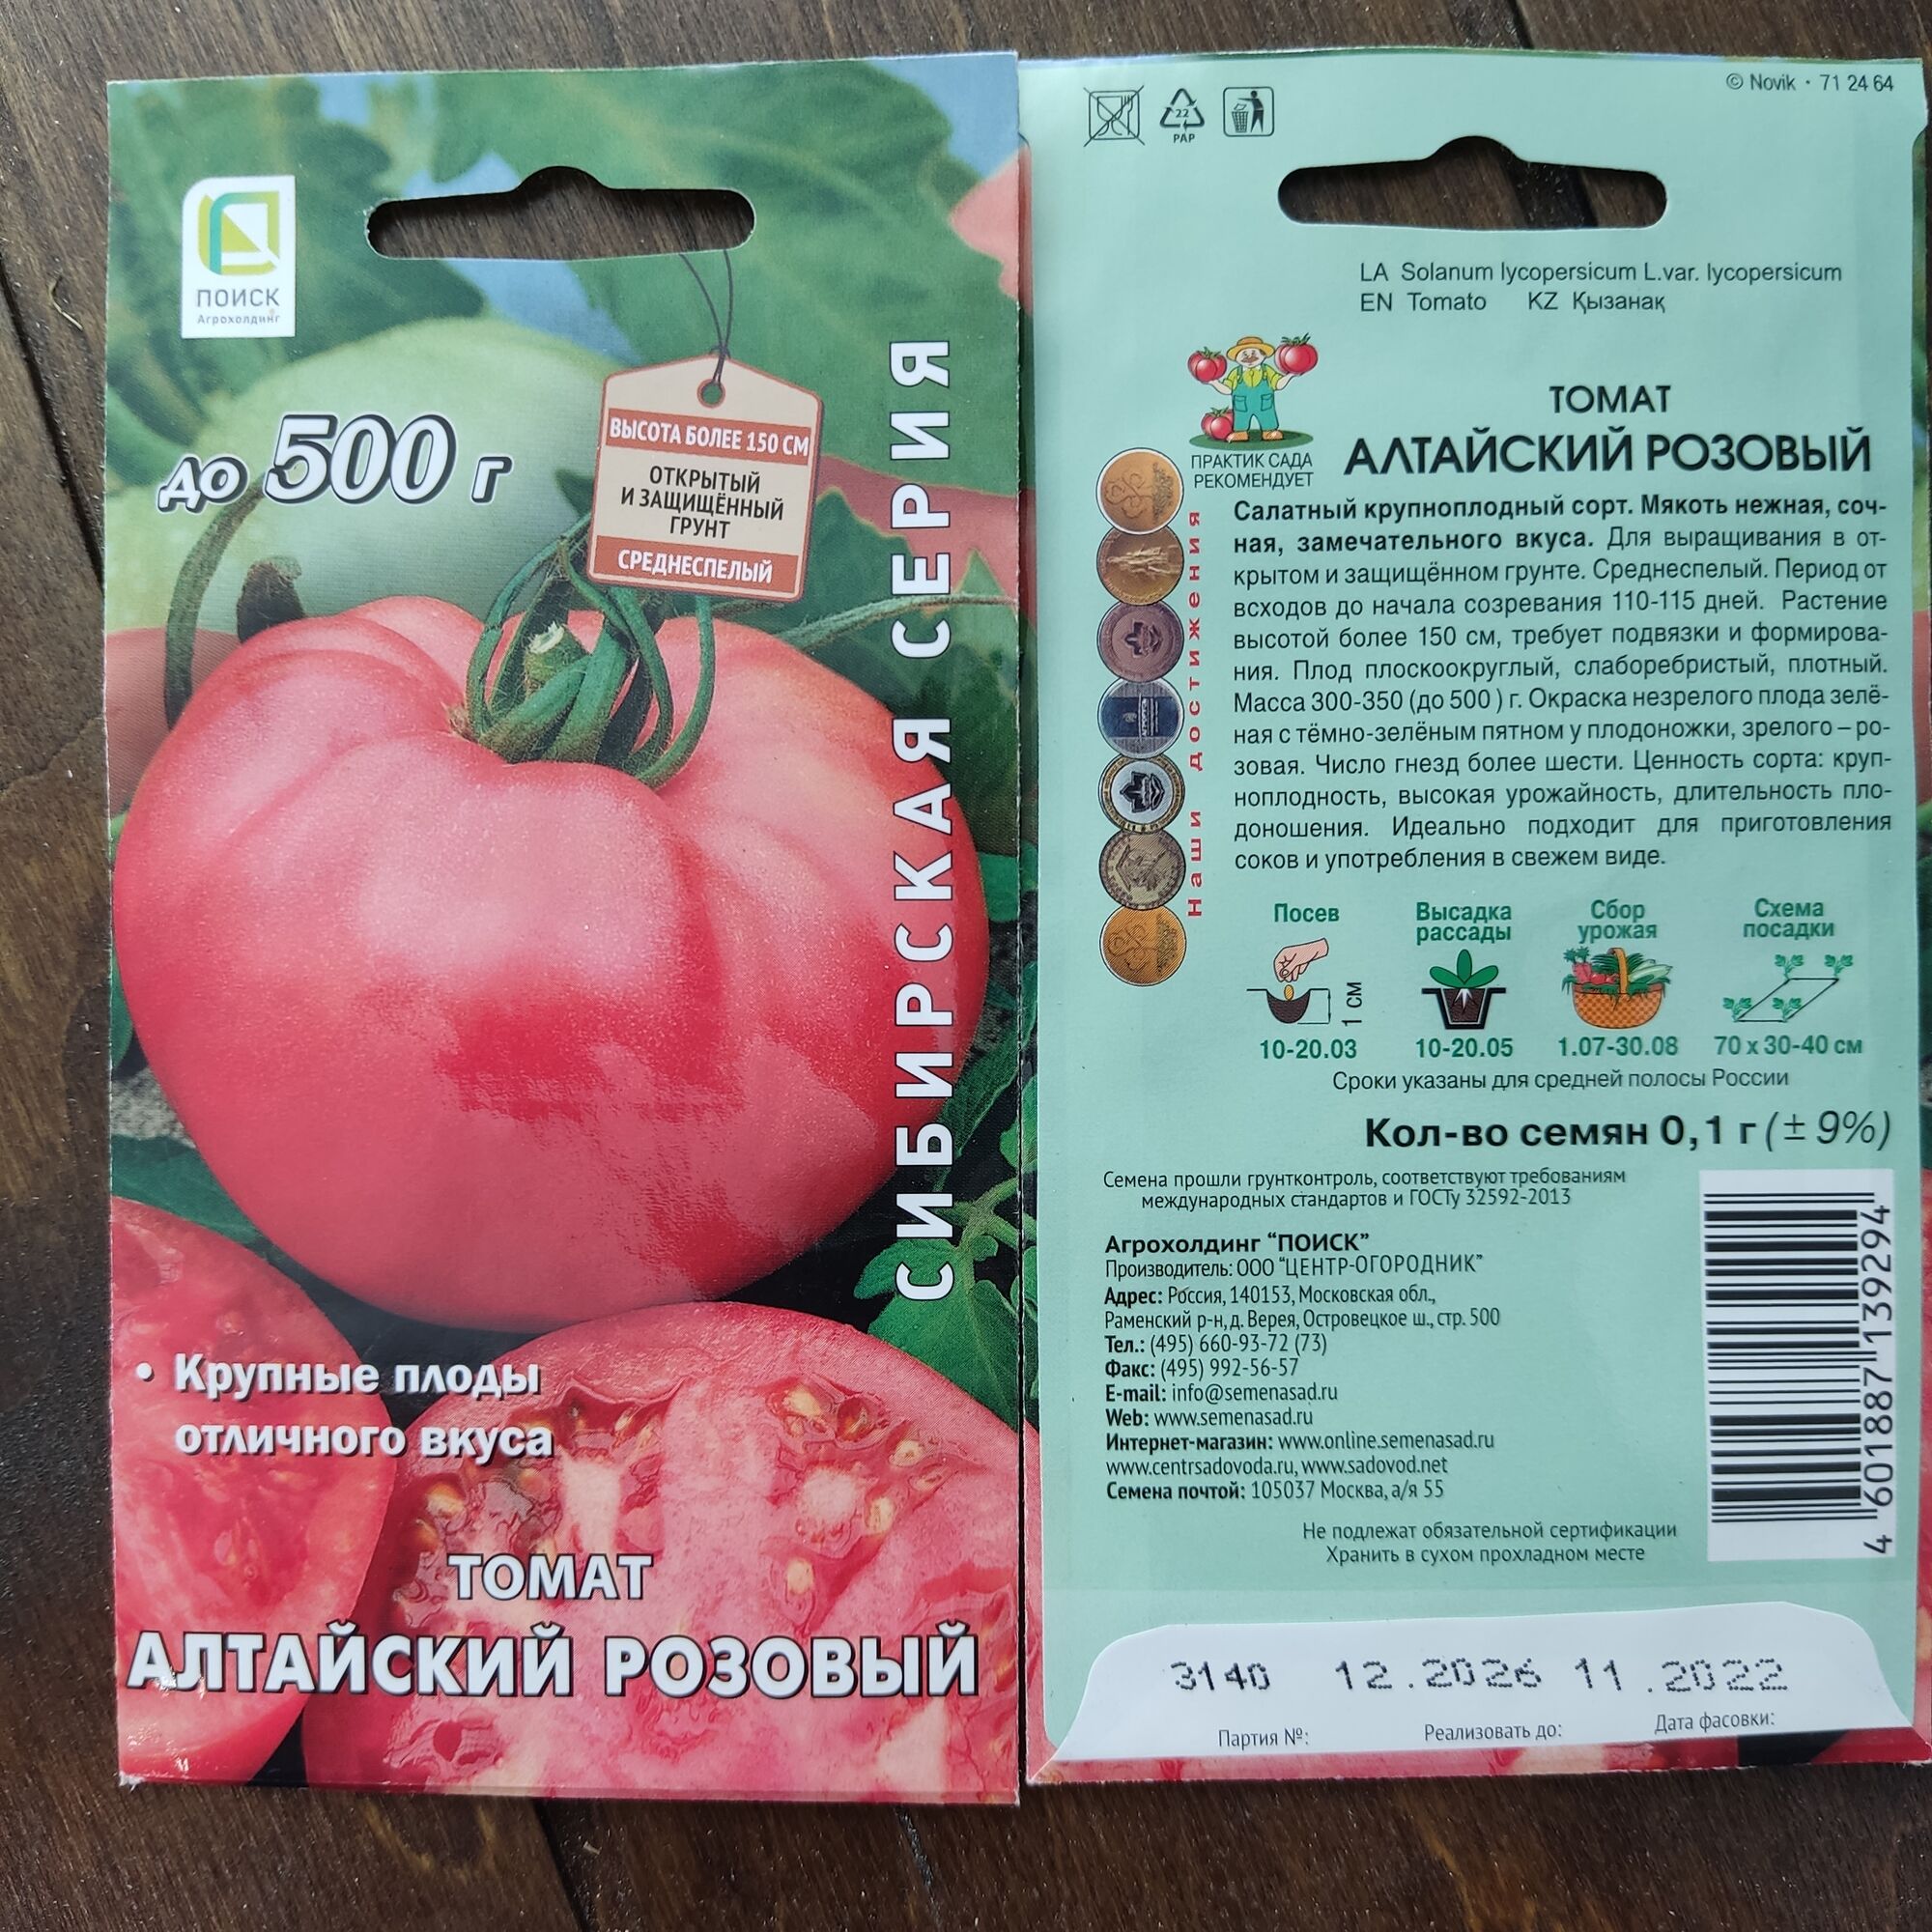 ПОИСК
Агрохолдинг
до 500 г
ВЫСОТА БОЛЕЕ 150 СМ
ОТКРЫТЫЙ
И ЗАЩИЩЁННЫЙ
ГРУНТ
СРЕДНЕСПЕЛЫЙ
СИБИРСКАЯ СЕРИЯ
• Крупные плоды
отличного вкуса
ТОМАТ
АЛТАЙСКИЙ РОЗОВЫЙ
© Novik · 71 24 64
22
PAP
LA Solanum lycopersicum L.var. lycopersicum
EN Tomato KZ Қызанақ
ПРАКТИК САДА
РЕКОМЕНДУЕТ
Наши достижения
ТОМАТ
АЛТАЙСКИЙ РОЗОВЫЙ
Салатный крупноплодный сорт. Мякоть нежная, соч-
ная, замечательного вкуса. Для выращивания в от-
крытом и защищённом грунте. Среднеспелый. Период от
всходов до начала созревания 110-115 дней. Растение
высотой более 150 см, требует подвязки и формирова-
ния. Плод плоскоокруглый, слаборебристый, плотный.
Масса 300-350 (до 500 ) г. Окраска незрелого плода зелё-
ная с тёмно-зелёным пятном у плодоножки, зрелого – ро-
зовая. Число гнезд более шести. Ценность сорта: круп-
ноплодность, высокая урожайность, длительность пло-
доношения. Идеально подходит для приготовления
соков и употребления в свежем виде.
Посев
1 см
10-20.03
Высадка
рассады
10-20.05
Сбор
урожая
1.07-30.08
Схема
посадки
70 х 30-40 см
Сроки указаны для средней полосы России
Кол-во семян 0,1 г (± 9%)
Семена прошли грунтконтроль, соответствуют требованиям
международных стандартов и ГОСТу 32592-2013
Агрохолдинг “ПОИСК”
Производитель: ООО “ЦЕНТР-ОГОРОДНИК”
Адрес: Россия, 140153, Московская обл.,
Раменский р-н, д. Верея, Островецкое ш., стр. 500
Тел.: (495) 660-93-72 (73)
Факс: (495) 992-56-57
E-mail: info@semenasad.ru
Web: www.semenasad.ru
Интернет-магазин: www.online.semenasad.ru
www.centrsadovoda.ru, www.sadovod.net
Семена почтой: 105037 Москва, а/я 55
4 601887 139294
Не подлежат обязательной сертификации
Хранить в сухом прохладном месте
3140 12.2026 11.2022
Партия №: Реализовать до: Дата фасовки: